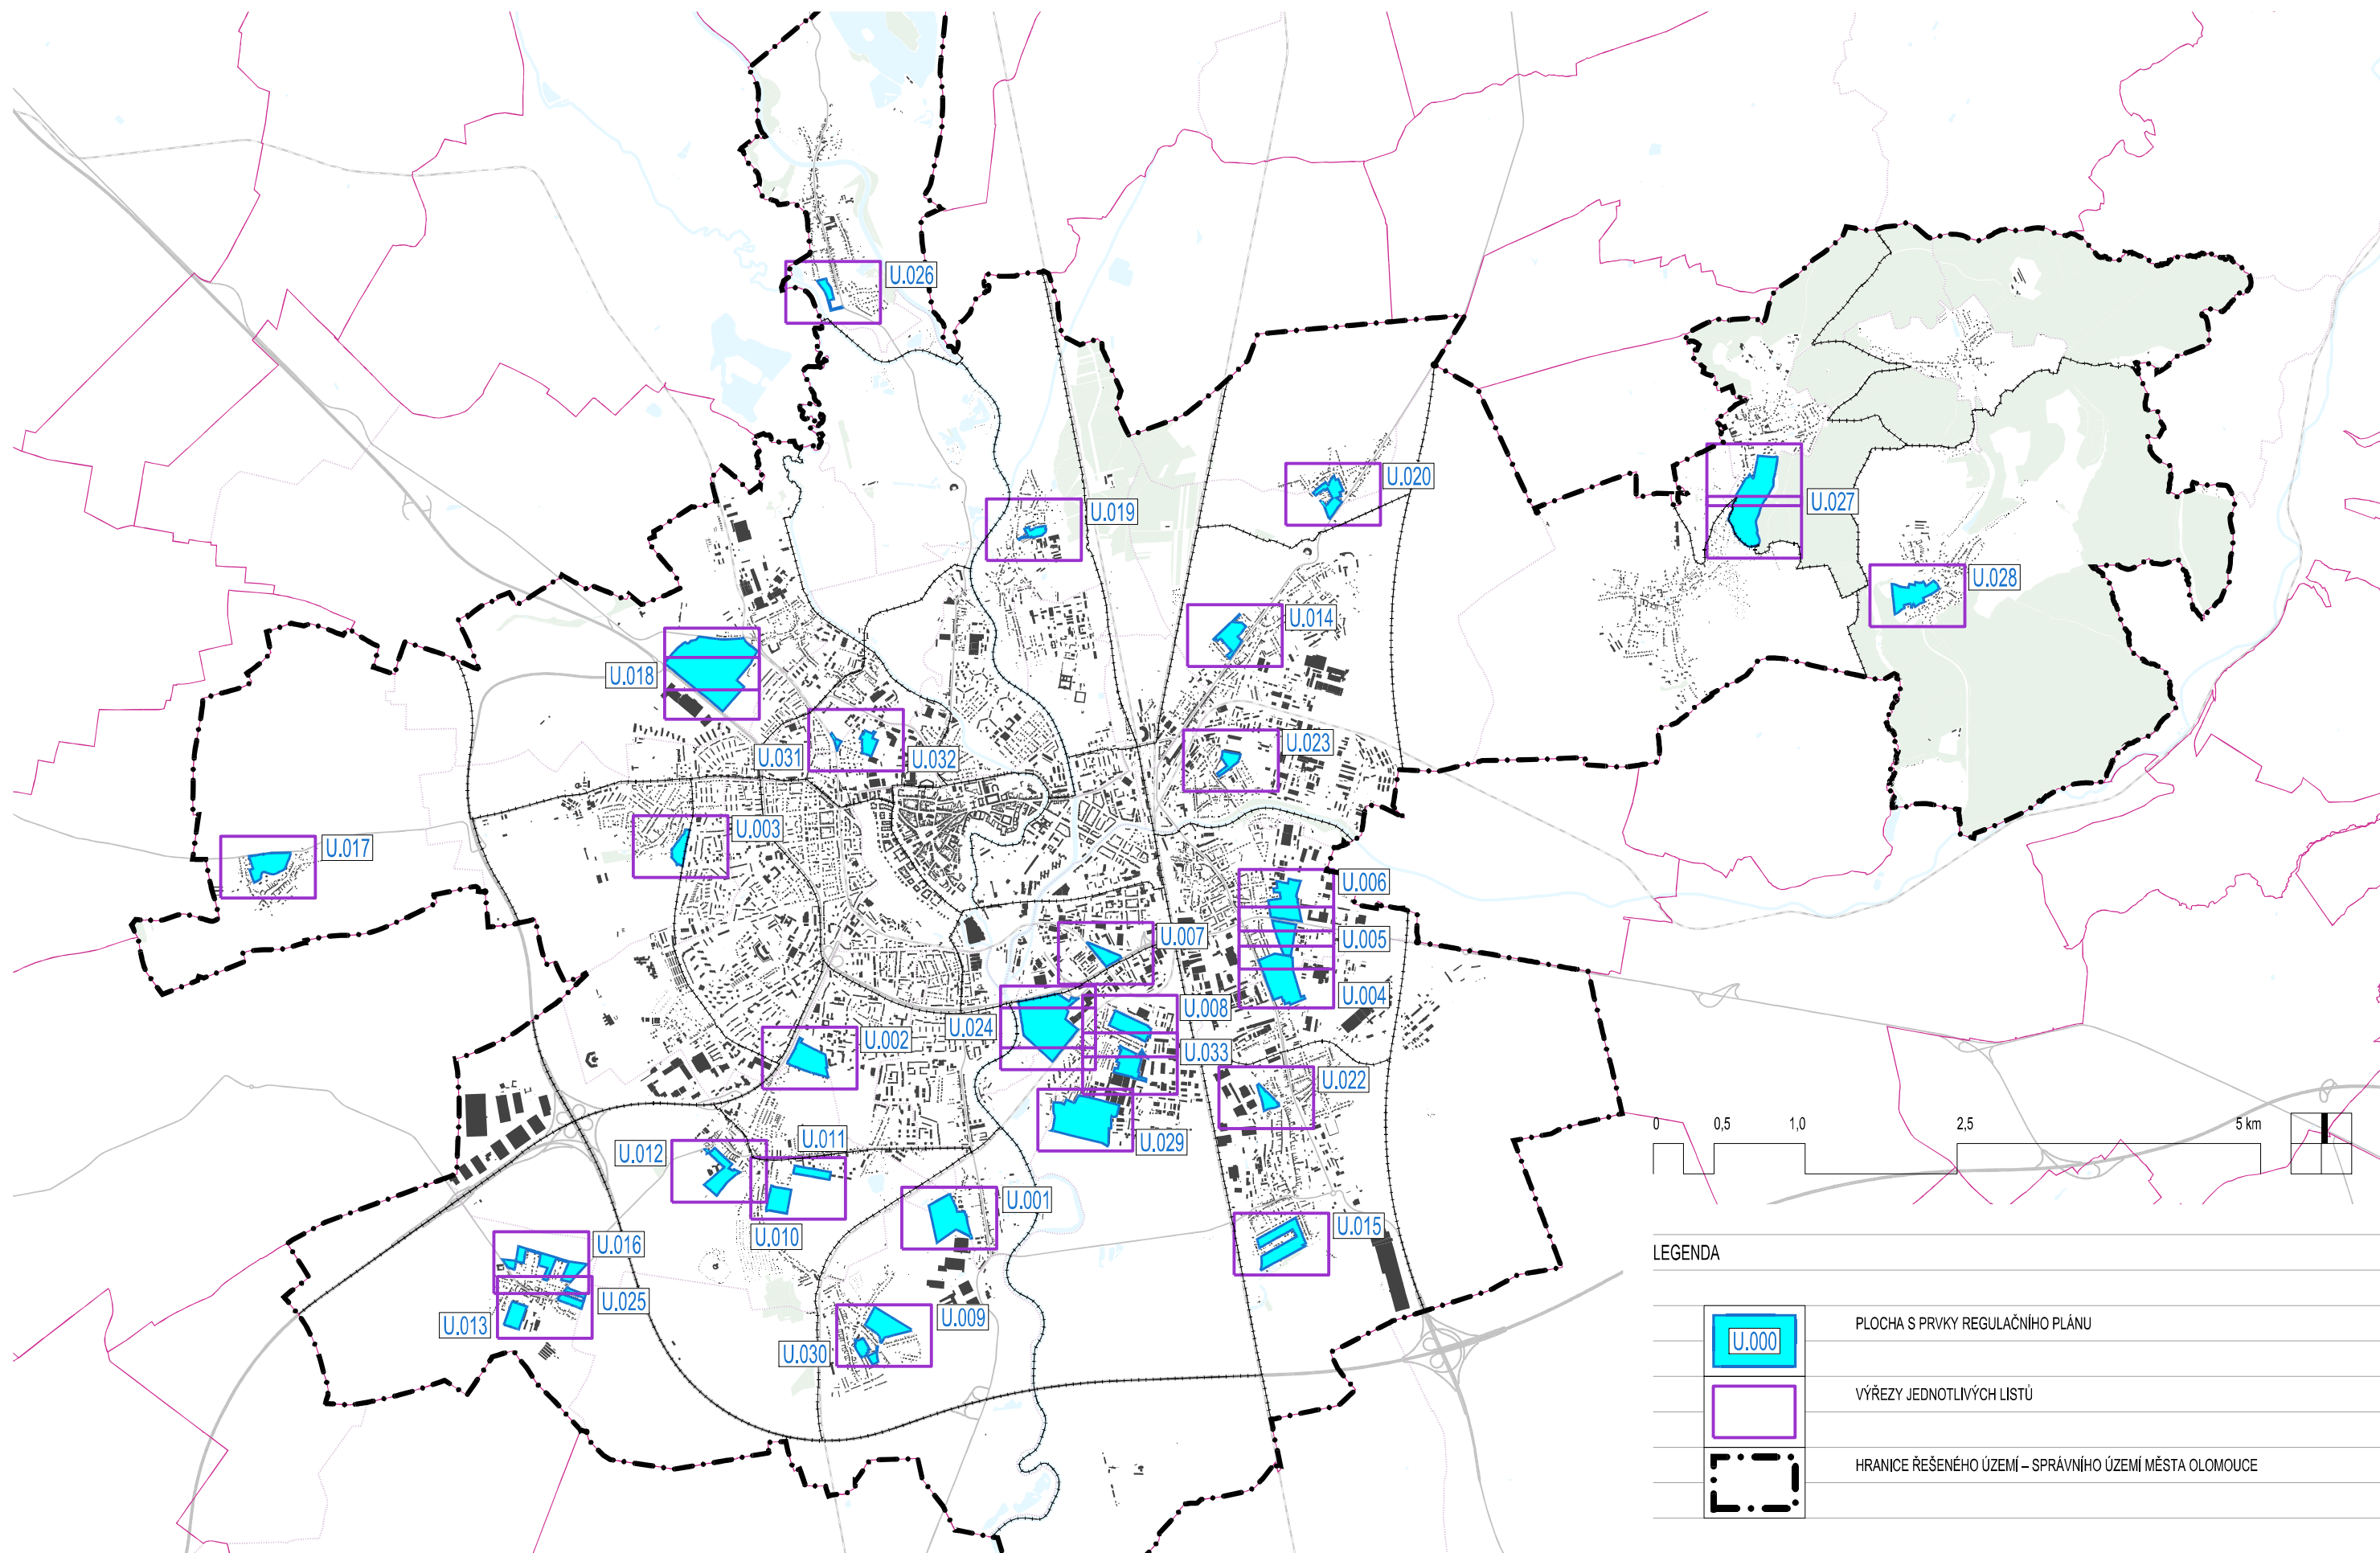 U.026
U.020
U.019
U.027
U.028
U.014
U.018
U.023
U.031
U.032
U.003
U.017
U.006
U.007
U.005
U.004
U.008
U.024
U.002
U.033
U.022
0 0,5 1,0 2,5 5 km
U.029
U.011
U.012
U.001
U.015
U.010
U.016
U.025
U.009
U.013
U.030
LEGENDA
U.000 PLOCHA S PRVKY REGULAČNÍHO PLÁNU
VÝŘEZY JEDNOTLIVÝCH LISTŮ
HRANICE ŘEŠENÉHO ÚZEMÍ – SPRÁVNÍHO ÚZEMÍ MĚSTA OLOMOUCE